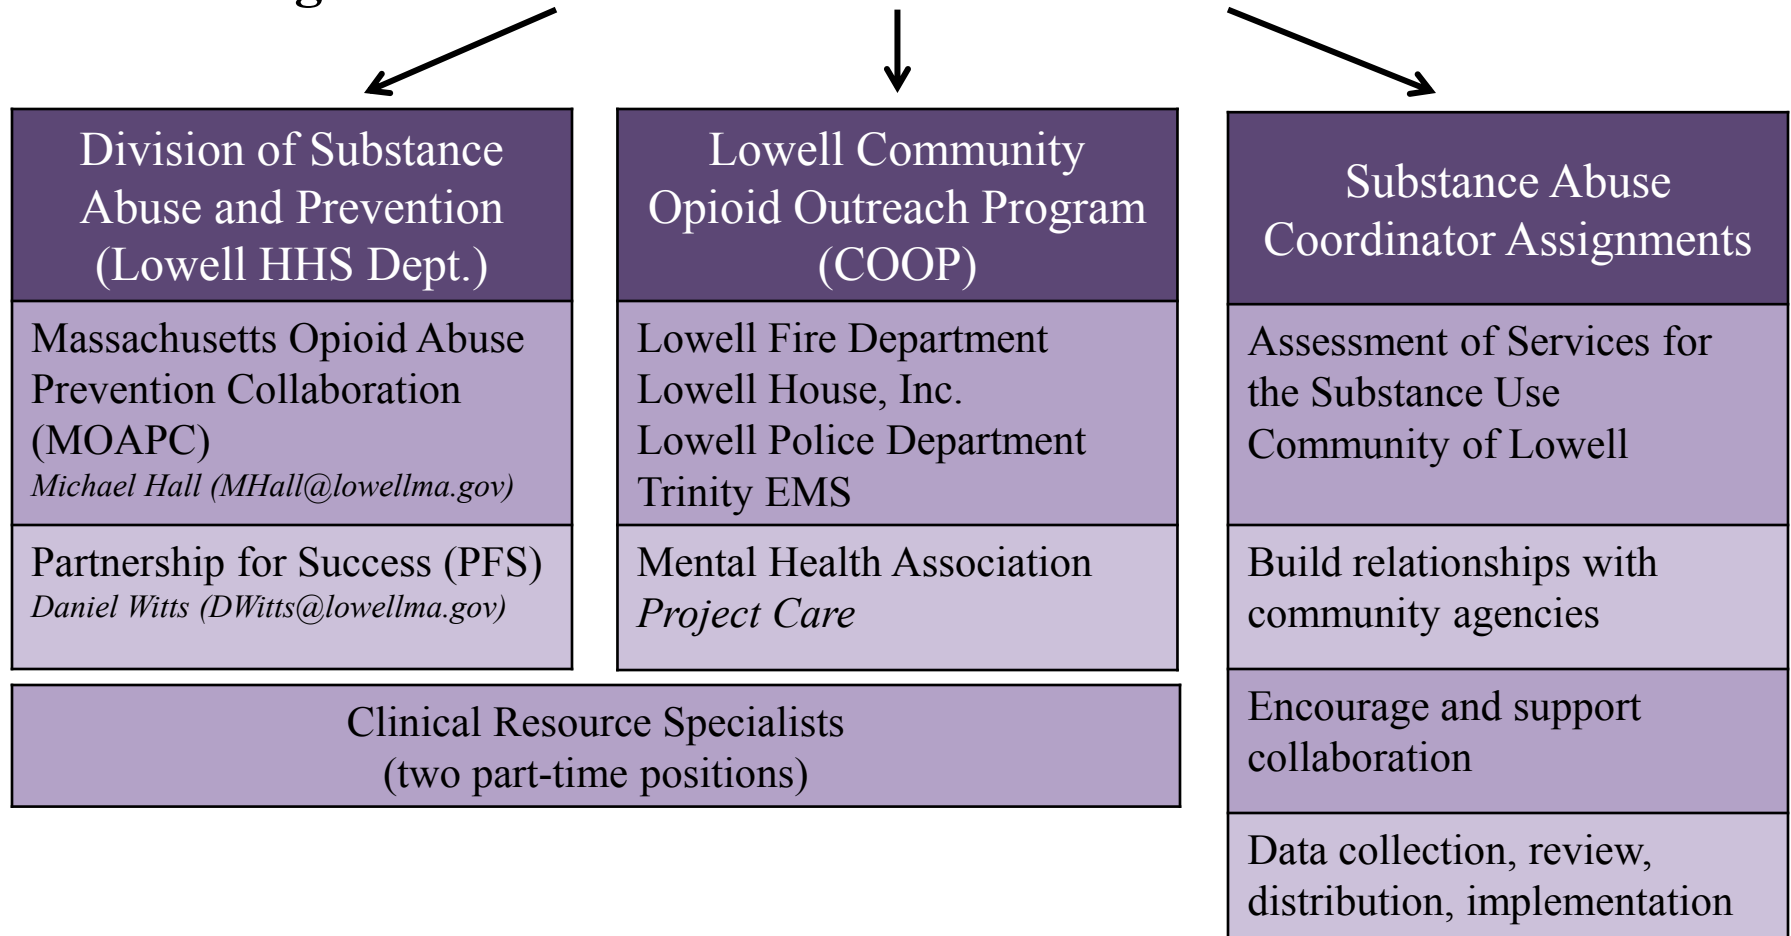 Division of Substance
Abuse and Prevention
(Lowell HHS Dept.)
Massachusetts Opioid Abuse
Prevention Collaboration
(MOAPC)
Michael Hall (MHall@lowellma.gov)
Partnership for Success (PFS)
Daniel Witts (DWitts@lowellma.gov)
Lowell Community
Opioid Outreach Program
(COOP)
Lowell Fire Department
Lowell House, Inc.
Lowell Police Department
Trinity EMS
Mental Health Association
Project Care
Clinical Resource Specialists
(two part-time positions)
Substance Abuse
Coordinator Assignments
Assessment of Services for
the Substance Use
Community of Lowell
Build relationships with
community agencies
Encourage and support
collaboration
Data collection, review,
distribution, implementation